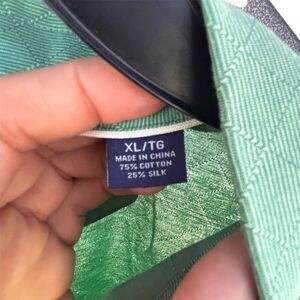 XL/TG
MADE IN CHINA
75% COTTON
25% SILK